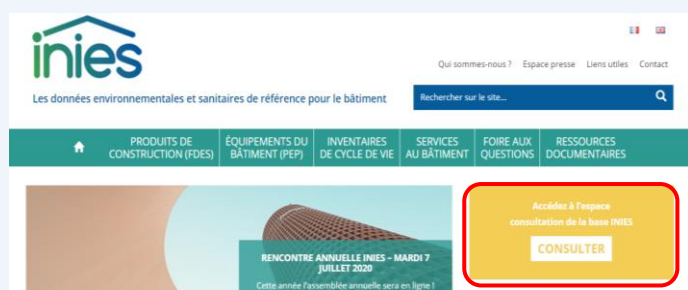 inies
Qui sommes-nous ? Espace presse Liens utiles Contact
Les données environnementales et sanitaires de référence pour le bâtiment
Rechercher sur le site...
PRODUITS DE
CONSTRUCTION (FDES)
ÉQUIPEMENTS DU
BÂTIMENT (PEP)
INVENTAIRES
DE CYCLE DE VIE
SERVICES
AU BÂTIMENT
FOIRE AUX
QUESTIONS
RESSOURCES
DOCUMENTAIRES
Accédez à l'espace
consultation de la base INIES
CONSULTER
RENCONTRE ANNUELLE INIES – MARDI 7
JUILLET 2020
Cette année l'assemblée annuelle sera en ligne !